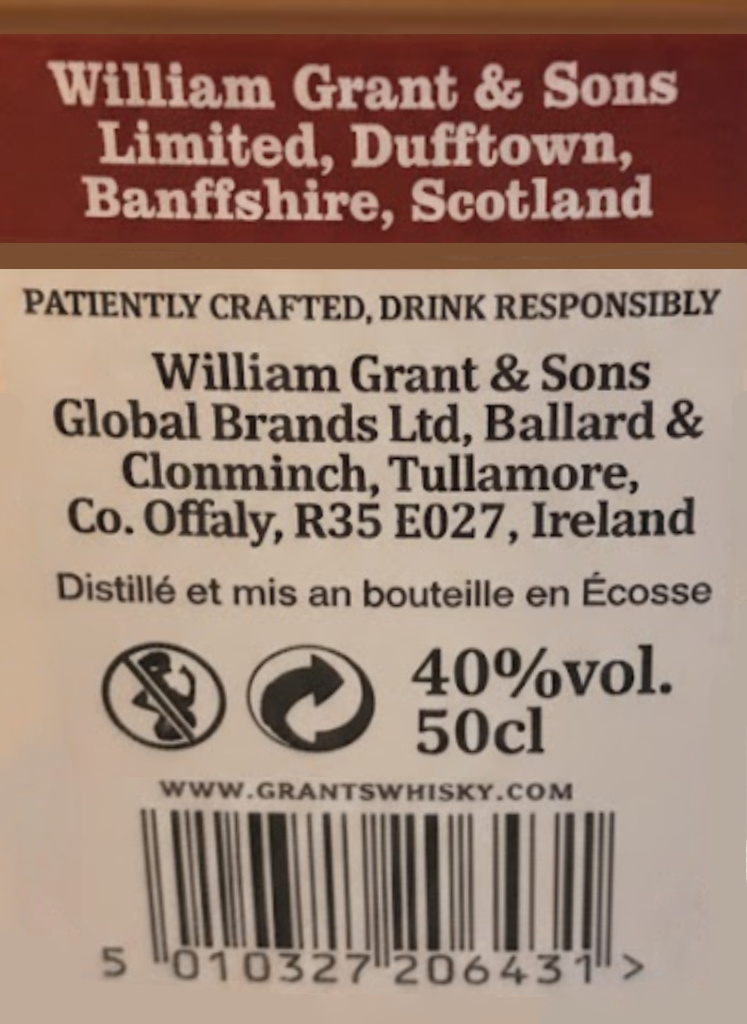 William Grant & Sons
Limited, Dufftown,
Banffshire, Scotland
PATIENTLY CRAFTED, DRINK RESPONSIBLY
William Grant & Sons
Global Brands Ltd, Ballard &
Clonminch, Tullamore,
Co. Offaly, R35 E027, Ireland
Distillé et mis an bouteille en Écosse
40%vol.
50cl
WWW.GRANTSWHISKY.COM
5 010327 206431 >